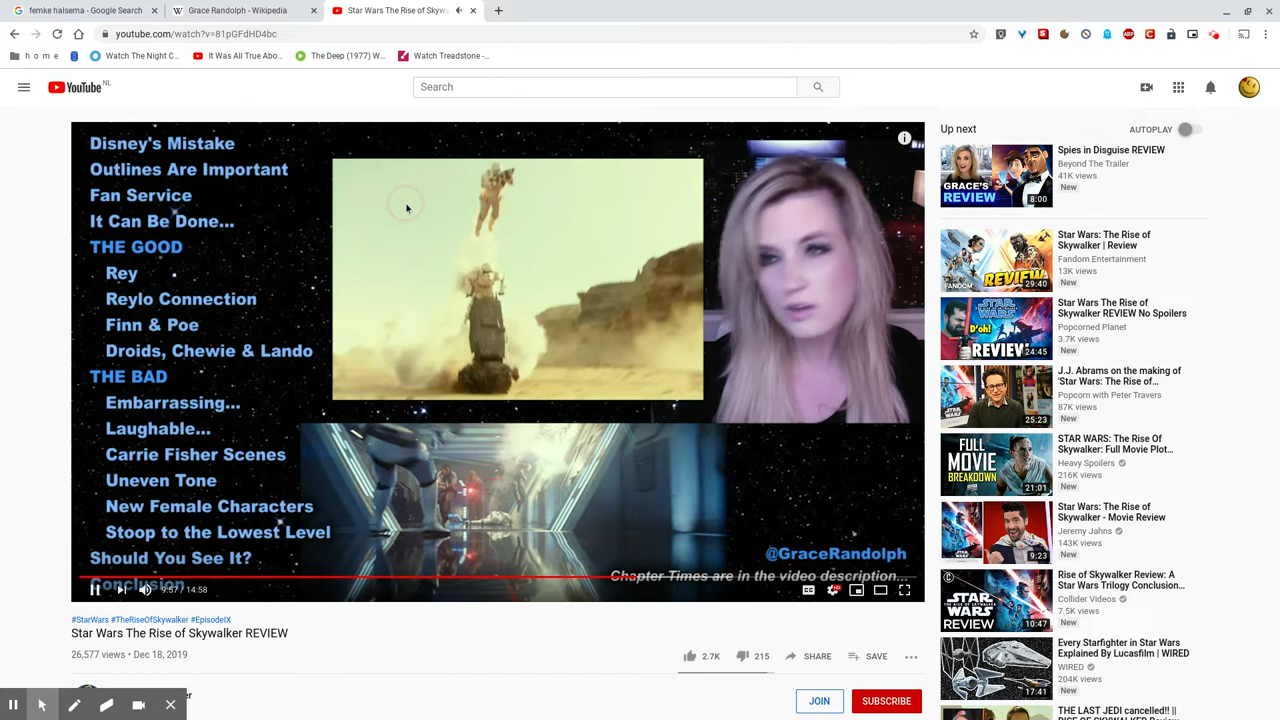 femke halsema - Google Search
Grace Randolph - Wikipedia
Star Wars The Rise of Skyw
youtube.com/watch?v=81pGFdHD4bc
h o m e
Watch The Night C...
It Was All True Abo...
The Deep (1977) W...
Watch Treadstone -...
YouTube NL
Search
Disney's Mistake
Outlines Are Important
Fan Service
It Can Be Done...
THE GOOD
Rey
Reylo Connection
Finn & Poe
Droids, Chewie & Lando
THE BAD
Embarrassing...
Laughable...
Carrie Fisher Scenes
Uneven Tone
New Female Characters
Stoop to the Lowest Level
Should You See It?
Conclusion
@GraceRandolph
Chapter Times are in the video description...
9:57 / 14:58
#StarWars #TheRiseOfSkywalker #EpisodeIX
Star Wars The Rise of Skywalker REVIEW
26,577 views • Dec 18, 2019
2.7K
215
SHARE
SAVE
JOIN
SUBSCRIBE
Up next
AUTOPLAY
GRACE'S
REVIEW
8:00
Spies in Disguise REVIEW
Beyond The Trailer
41K views
New
FANDOM
REVIEW
29:40
Star Wars: The Rise of
Skywalker | Review
Fandom Entertainment
13K views
New
STAR WARS
D'oh!
REVIEW
24:45
Star Wars The Rise of
Skywalker REVIEW No Spoilers
Popcorned Planet
3.7K views
New
25:23
J.J. Abrams on the making of
'Star Wars: The Rise of...
Popcorn with Peter Travers
87K views
New
FULL
MOVIE
BREAKDOWN
21:01
STAR WARS: The Rise Of
Skywalker: Full Movie Plot...
Heavy Spoilers
216K views
New
9:23
Star Wars: The Rise of
Skywalker - Movie Review
Jeremy Jahns
143K views
New
STAR
WARS
REVIEW
10:47
Rise of Skywalker Review: A
Star Wars Trilogy Conclusion...
Collider Videos
7.5K views
New
17:41
Every Starfighter in Star Wars
Explained By Lucasfilm | WIRED
WIRED
204K views
New
THE LAST JEDI cancelled!! ||